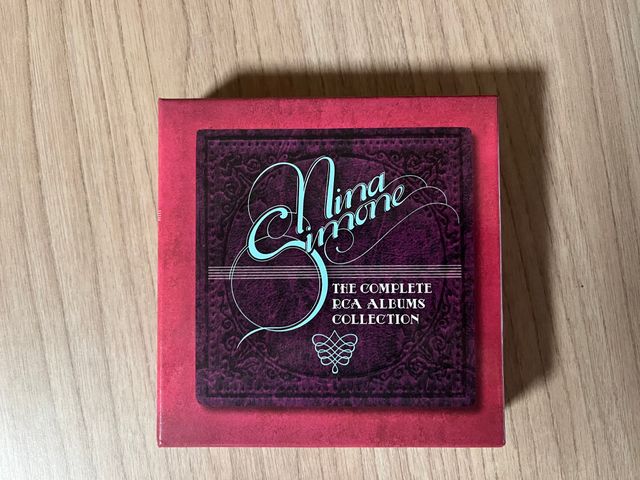 Nina
Simone
THE COMPLETE
RCA ALBUMS
COLLECTION